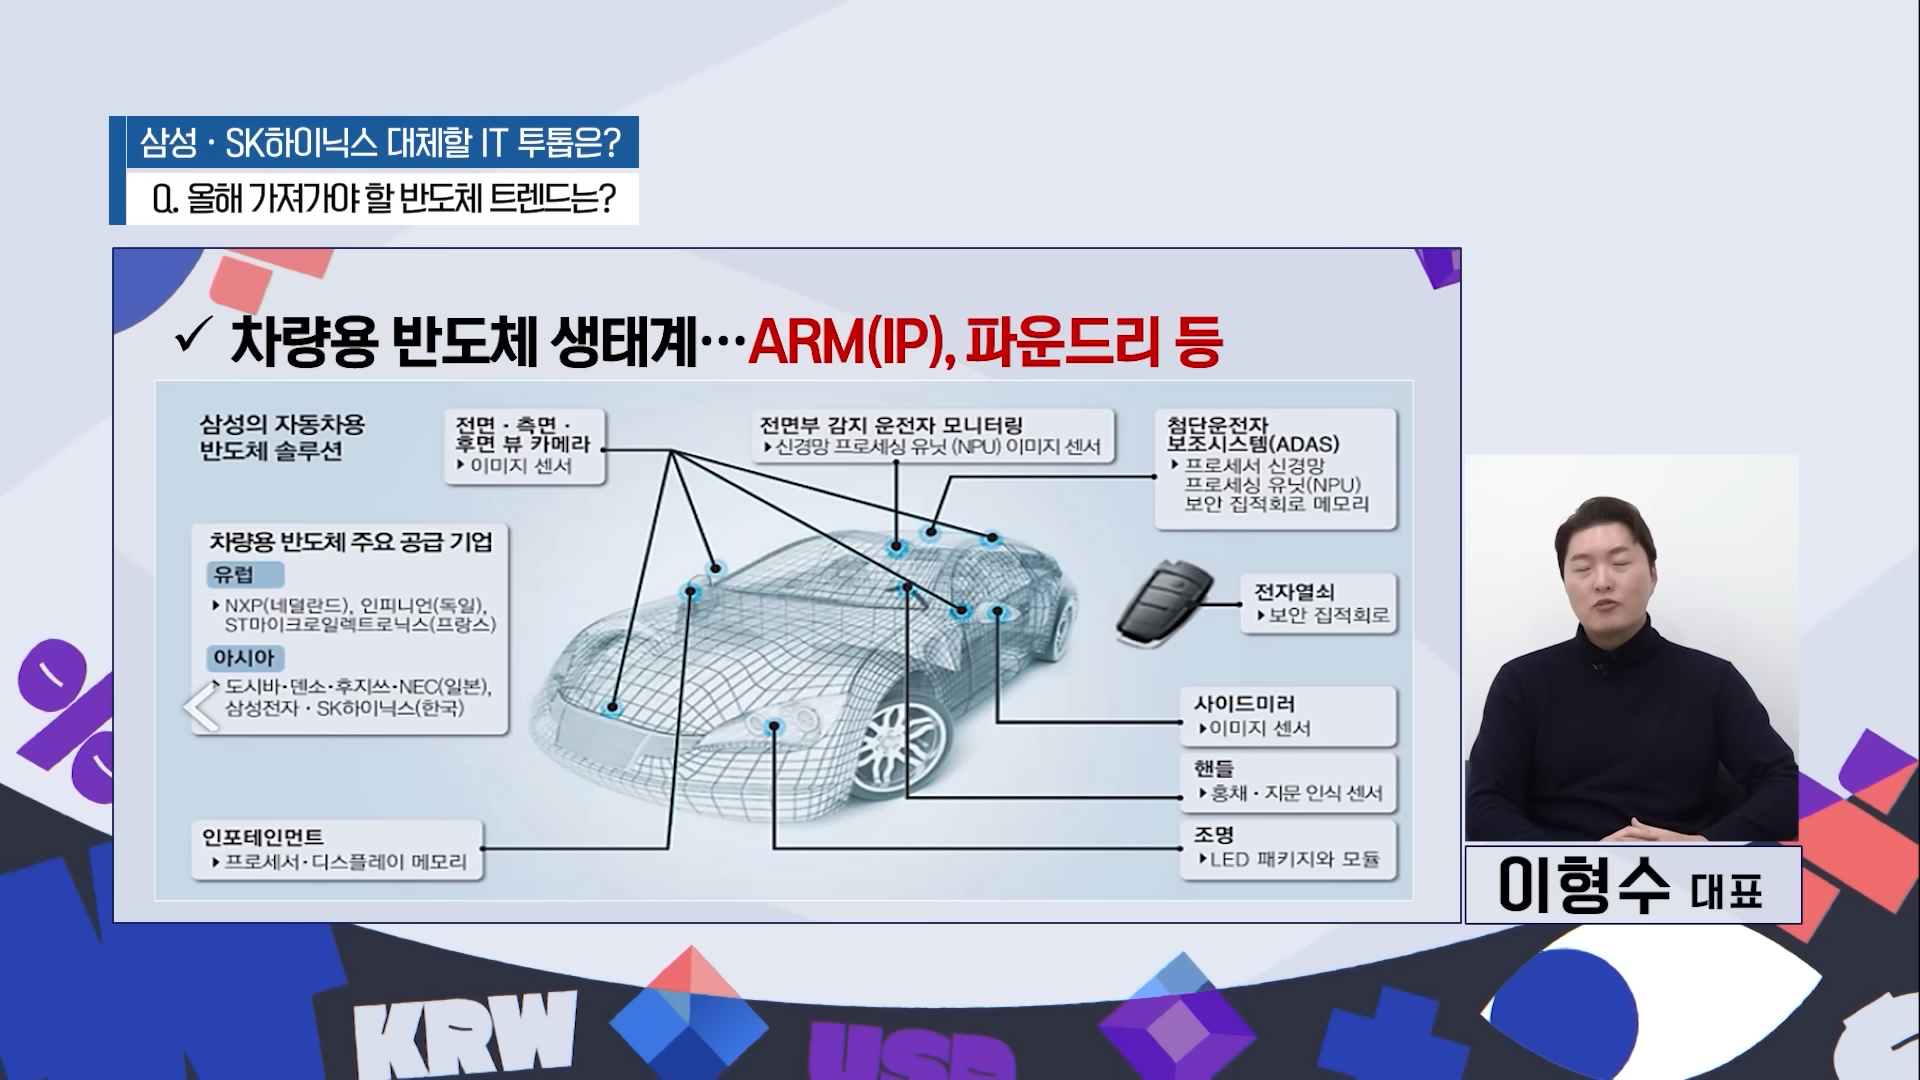 삼성·SK하이닉스 대체할 IT 투톱은?
Q. 올해 가져가야 할 반도체 트렌드는?
✓ 차량용 반도체 생태계…ARM(IP), 파운드리 등
삼성의 자동차용
반도체 솔루션
전면·측면·
후면 뷰 카메라
이미지 센서
전면부 감지 운전자 모니터링
신경망 프로세싱 유닛(NPU) 이미지 센서
첨단운전자
보조시스템(ADAS)
프로세서 신경망
프로세싱 유닛(NPU)
보안 집적회로 메모리
차량용 반도체 주요 공급 기업
유럽
NXP(네덜란드), 인피니언(독일),
ST마이크로일렉트로닉스(프랑스)
아시아
도시바·덴소·후지쓰·NEC(일본),
삼성전자·SK하이닉스(한국)
전자열쇠
보안 집적회로
사이드미러
이미지 센서
핸들
홍채·지문 인식 센서
조명
LED 패키지와 모듈
인포테인먼트
프로세서·디스플레이 메모리
이형수 대표
KRW
USD